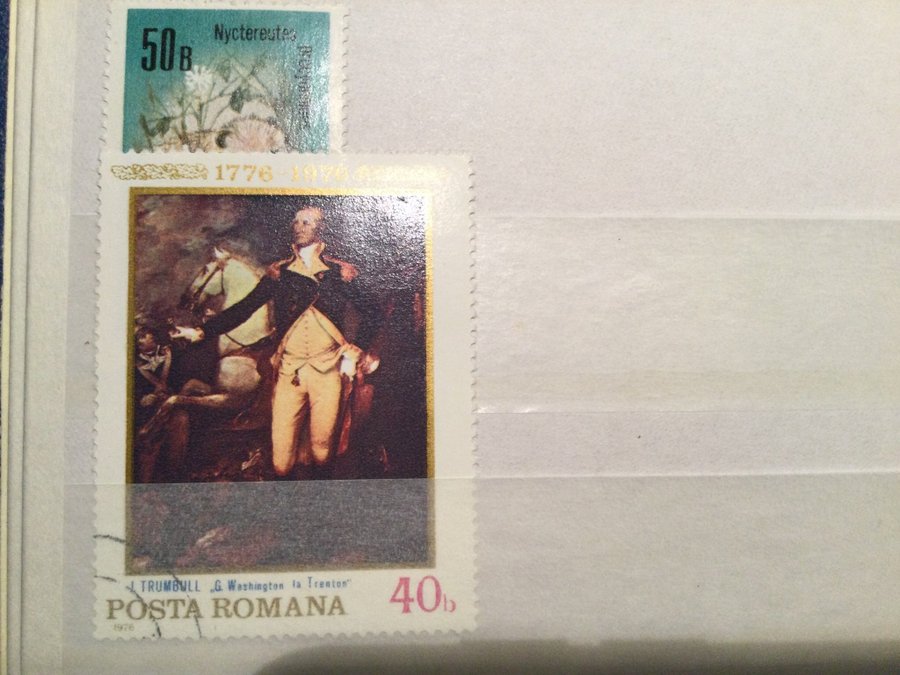 50B
Nyctereutes
1776 - 1976
J. TRUMBULL „G. Washington la Trenton"
POSTA ROMANA
40b
1976